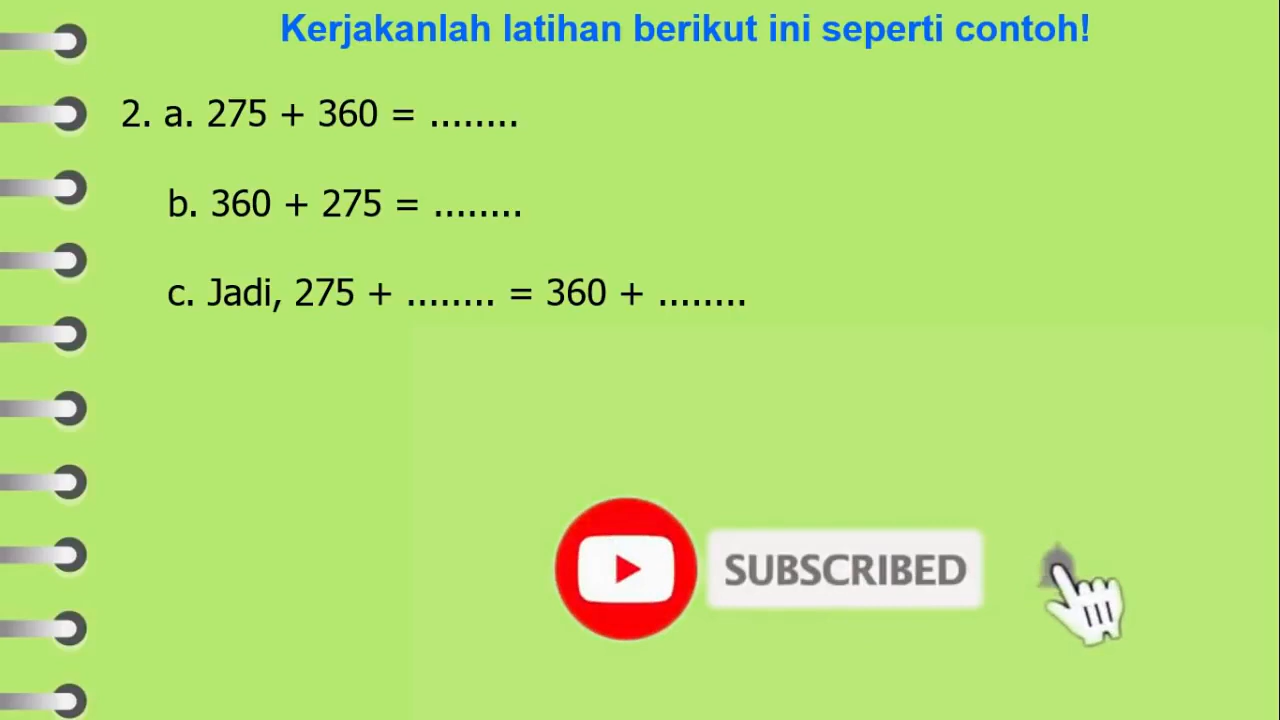 Kerjakanlah latihan berikut ini seperti contoh!
2. a. 275 + 360 = ........
b. 360 + 275 = ........
c. Jadi, 275 + ........ = 360 + ........
SUBSCRIBED